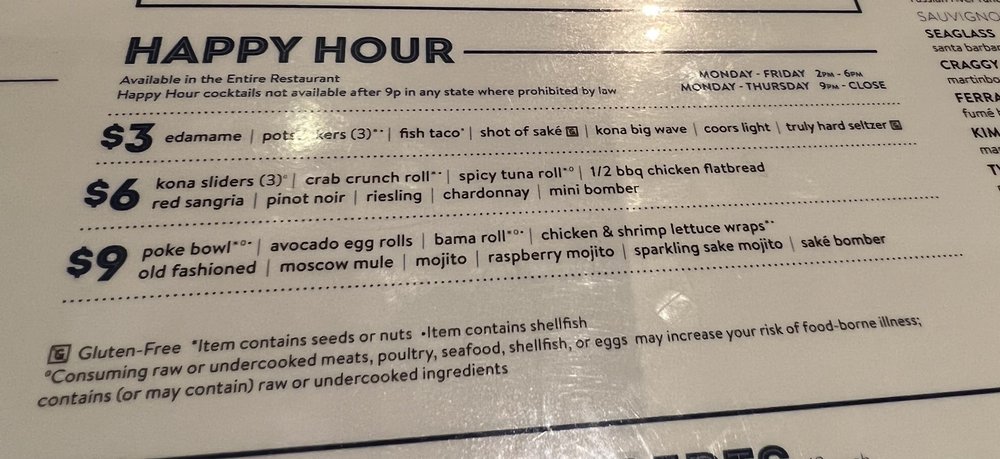 HAPPY HOUR
Available in the Entire Restaurant
Happy Hour cocktails not available after 9p in any state where prohibited by law
MONDAY - FRIDAY 2PM - 6PM
MONDAY - THURSDAY 9PM - CLOSE
$3 edamame | (3)*• | fish taco* | shot of saké G | kona big wave | coors light | truly hard seltzer G
$6 kona sliders (3)° | crab crunch roll*• | spicy tuna roll*° | 1/2 bbq chicken flatbread
red sangria | pinot noir | riesling | chardonnay | mini bomber
$9 poke bowl*°• | avocado egg rolls | bama roll*°• | chicken & shrimp lettuce wraps*•
old fashioned | moscow mule | mojito | raspberry mojito | sparkling sake mojito | saké bomber
G Gluten-Free *Item contains seeds or nuts •Item contains shellfish
°Consuming raw or undercooked meats, poultry, seafood, shellfish, or eggs may increase your risk of food-borne illness;
contains (or may contain) raw or undercooked ingredients
SAUVIGNO
SEAGLASS
santa barbar
CRAGGY
martinbo
FERRA
fumé b
KIM